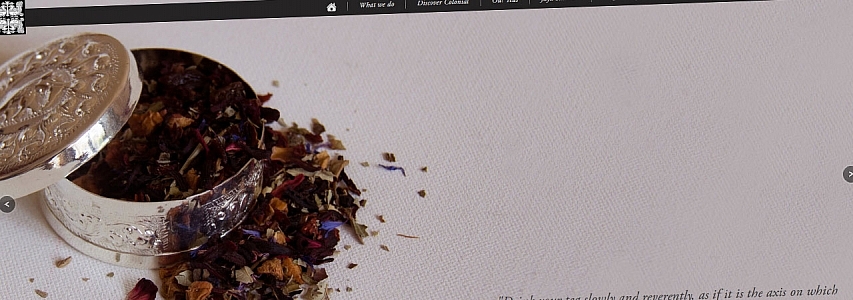 What we do
Discover Colonial
Our
"Drink your tea slowly and reverently, as if it is the axis on which